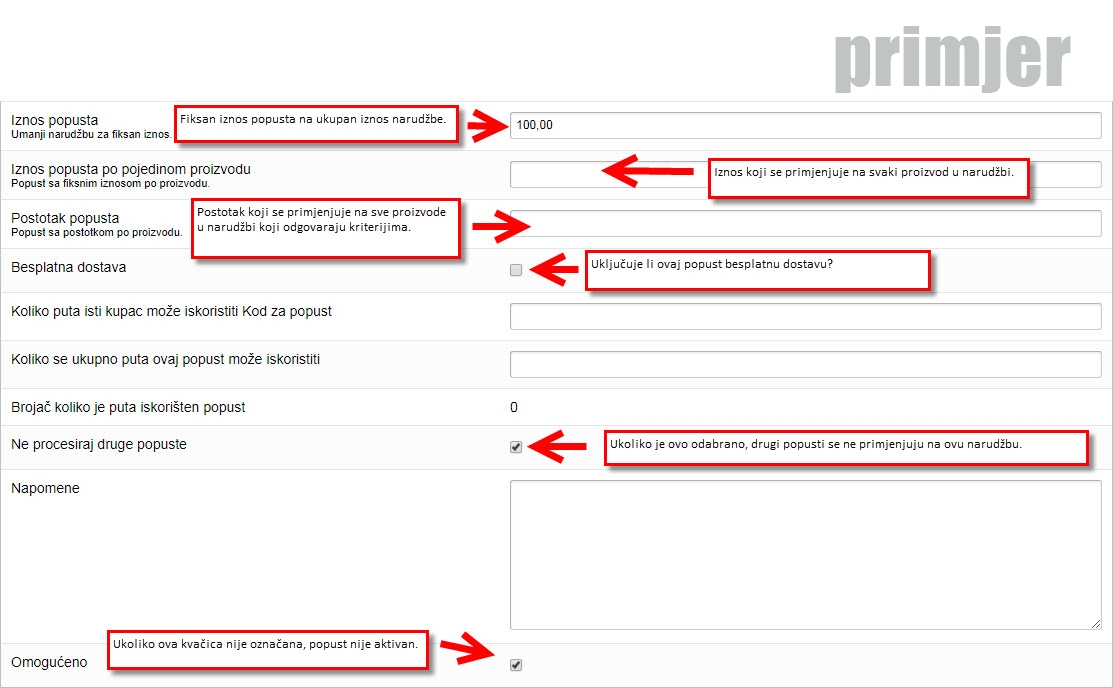 primjer
Iznos popusta
Umanji narudžbu za fiksan iznos.
Fiksan iznos popusta na ukupan iznos narudžbe.
100,00
Iznos popusta po pojedinom proizvodu
Popust sa fiksnim iznosom po proizvodu.
Iznos koji se primjenjuje na svaki proizvod u narudžbi.
Postotak popusta
Popust sa postotkom po proizvodu.
Postotak koji se primjenjuje na sve proizvode
u narudžbi koji odgovaraju kriterijima.
Besplatna dostava
Uključuje li ovaj popust besplatnu dostavu?
Koliko puta isti kupac može iskoristiti Kod za popust
Koliko se ukupno puta ovaj popust može iskoristiti
Brojač koliko je puta iskorišten popust
0
Ne procesiraj druge popuste
Ukoliko je ovo odabrano, drugi popusti se ne primjenjuju na ovu narudžbu.
Napomene
Ukoliko ova kvačica nije označana, popust nije aktivan.
Omogućeno